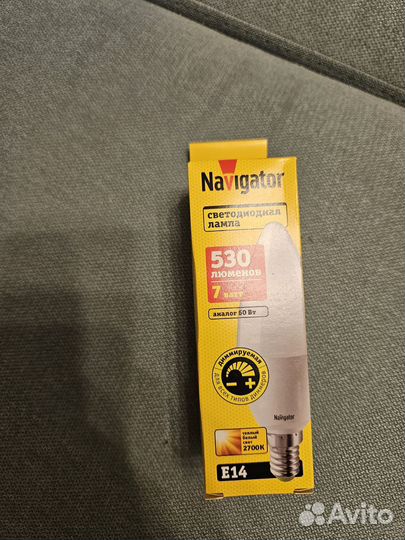 Navigator
светодиодная
лампа
530
люменов
7 ватт
аналог 60 Вт
диммируемая
для всех типов диммеров
Navigator
теплый
белый
свет
2700K
E14
Avito